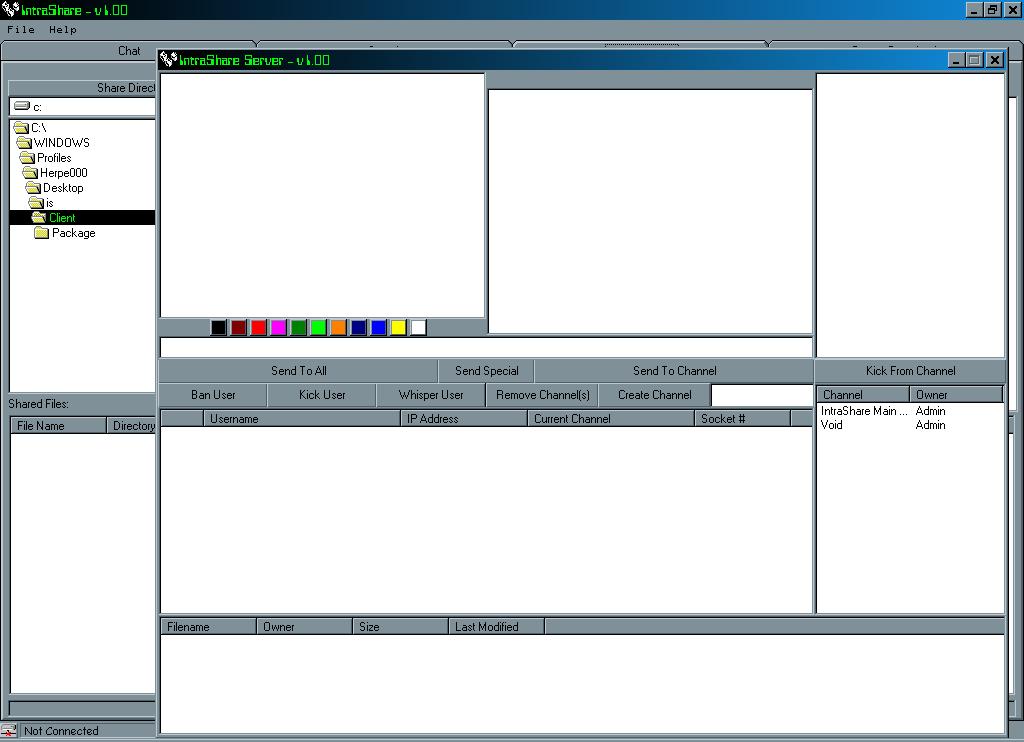 IntraShare - v1.00
File Help
Chat
IntraShare Server - v1.00
Share Direc
c:
C:\
WINDOWS
Profiles
Herpe000
Desktop
is
Client
Package
Send To All Send Special Send To Channel Kick From Channel
Ban User Kick User Whisper User Remove Channel(s) Create Channel
Channel Owner
IntraShare Main ... Admin
Void Admin
Shared Files:
File Name Directory
Username IP Address Current Channel Socket #
Filename Owner Size Last Modified
Not Connected